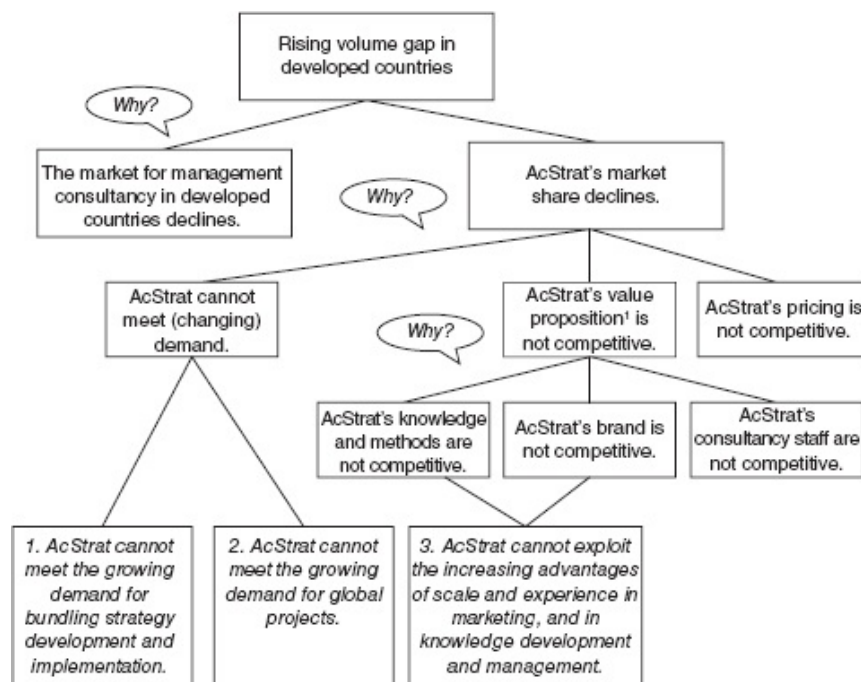 Rising volume gap in
developed countries
Why?
The market for management
consultancy in developed
countries declines.
Why?
AcStrat's market
share declines.
AcStrat cannot
meet (changing)
demand.
Why?
AcStrat's value
proposition¹ is
not competitive.
AcStrat's pricing is
not competitive.
AcStrat's knowledge
and methods are
not competitive.
AcStrat's brand is
not competitive.
AcStrat's
consultancy staff are
not competitive.
1. AcStrat cannot
meet the growing
demand for
bundling strategy
development and
implementation.
2. AcStrat cannot
meet the growing
demand for global
projects.
3. AcStrat cannot exploit
the increasing advantages
of scale and experience in
marketing, and in
knowledge development
and management.